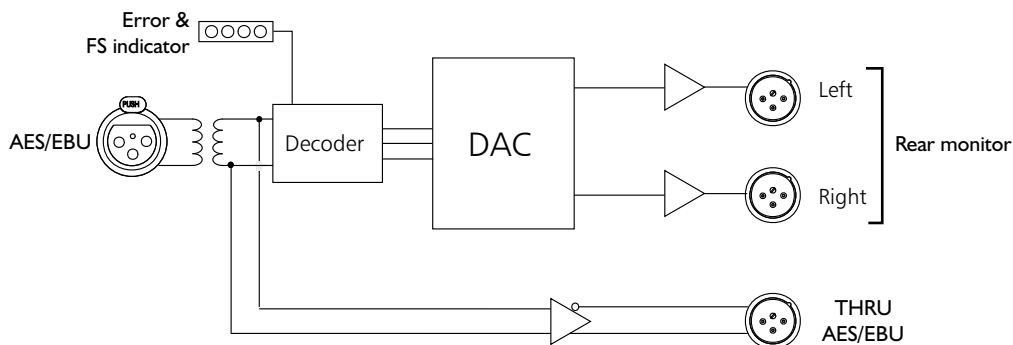 Error &
FS indicator
PUSH
AES/EBU
Decoder
DAC
Left
Right
Rear monitor
THRU
AES/EBU